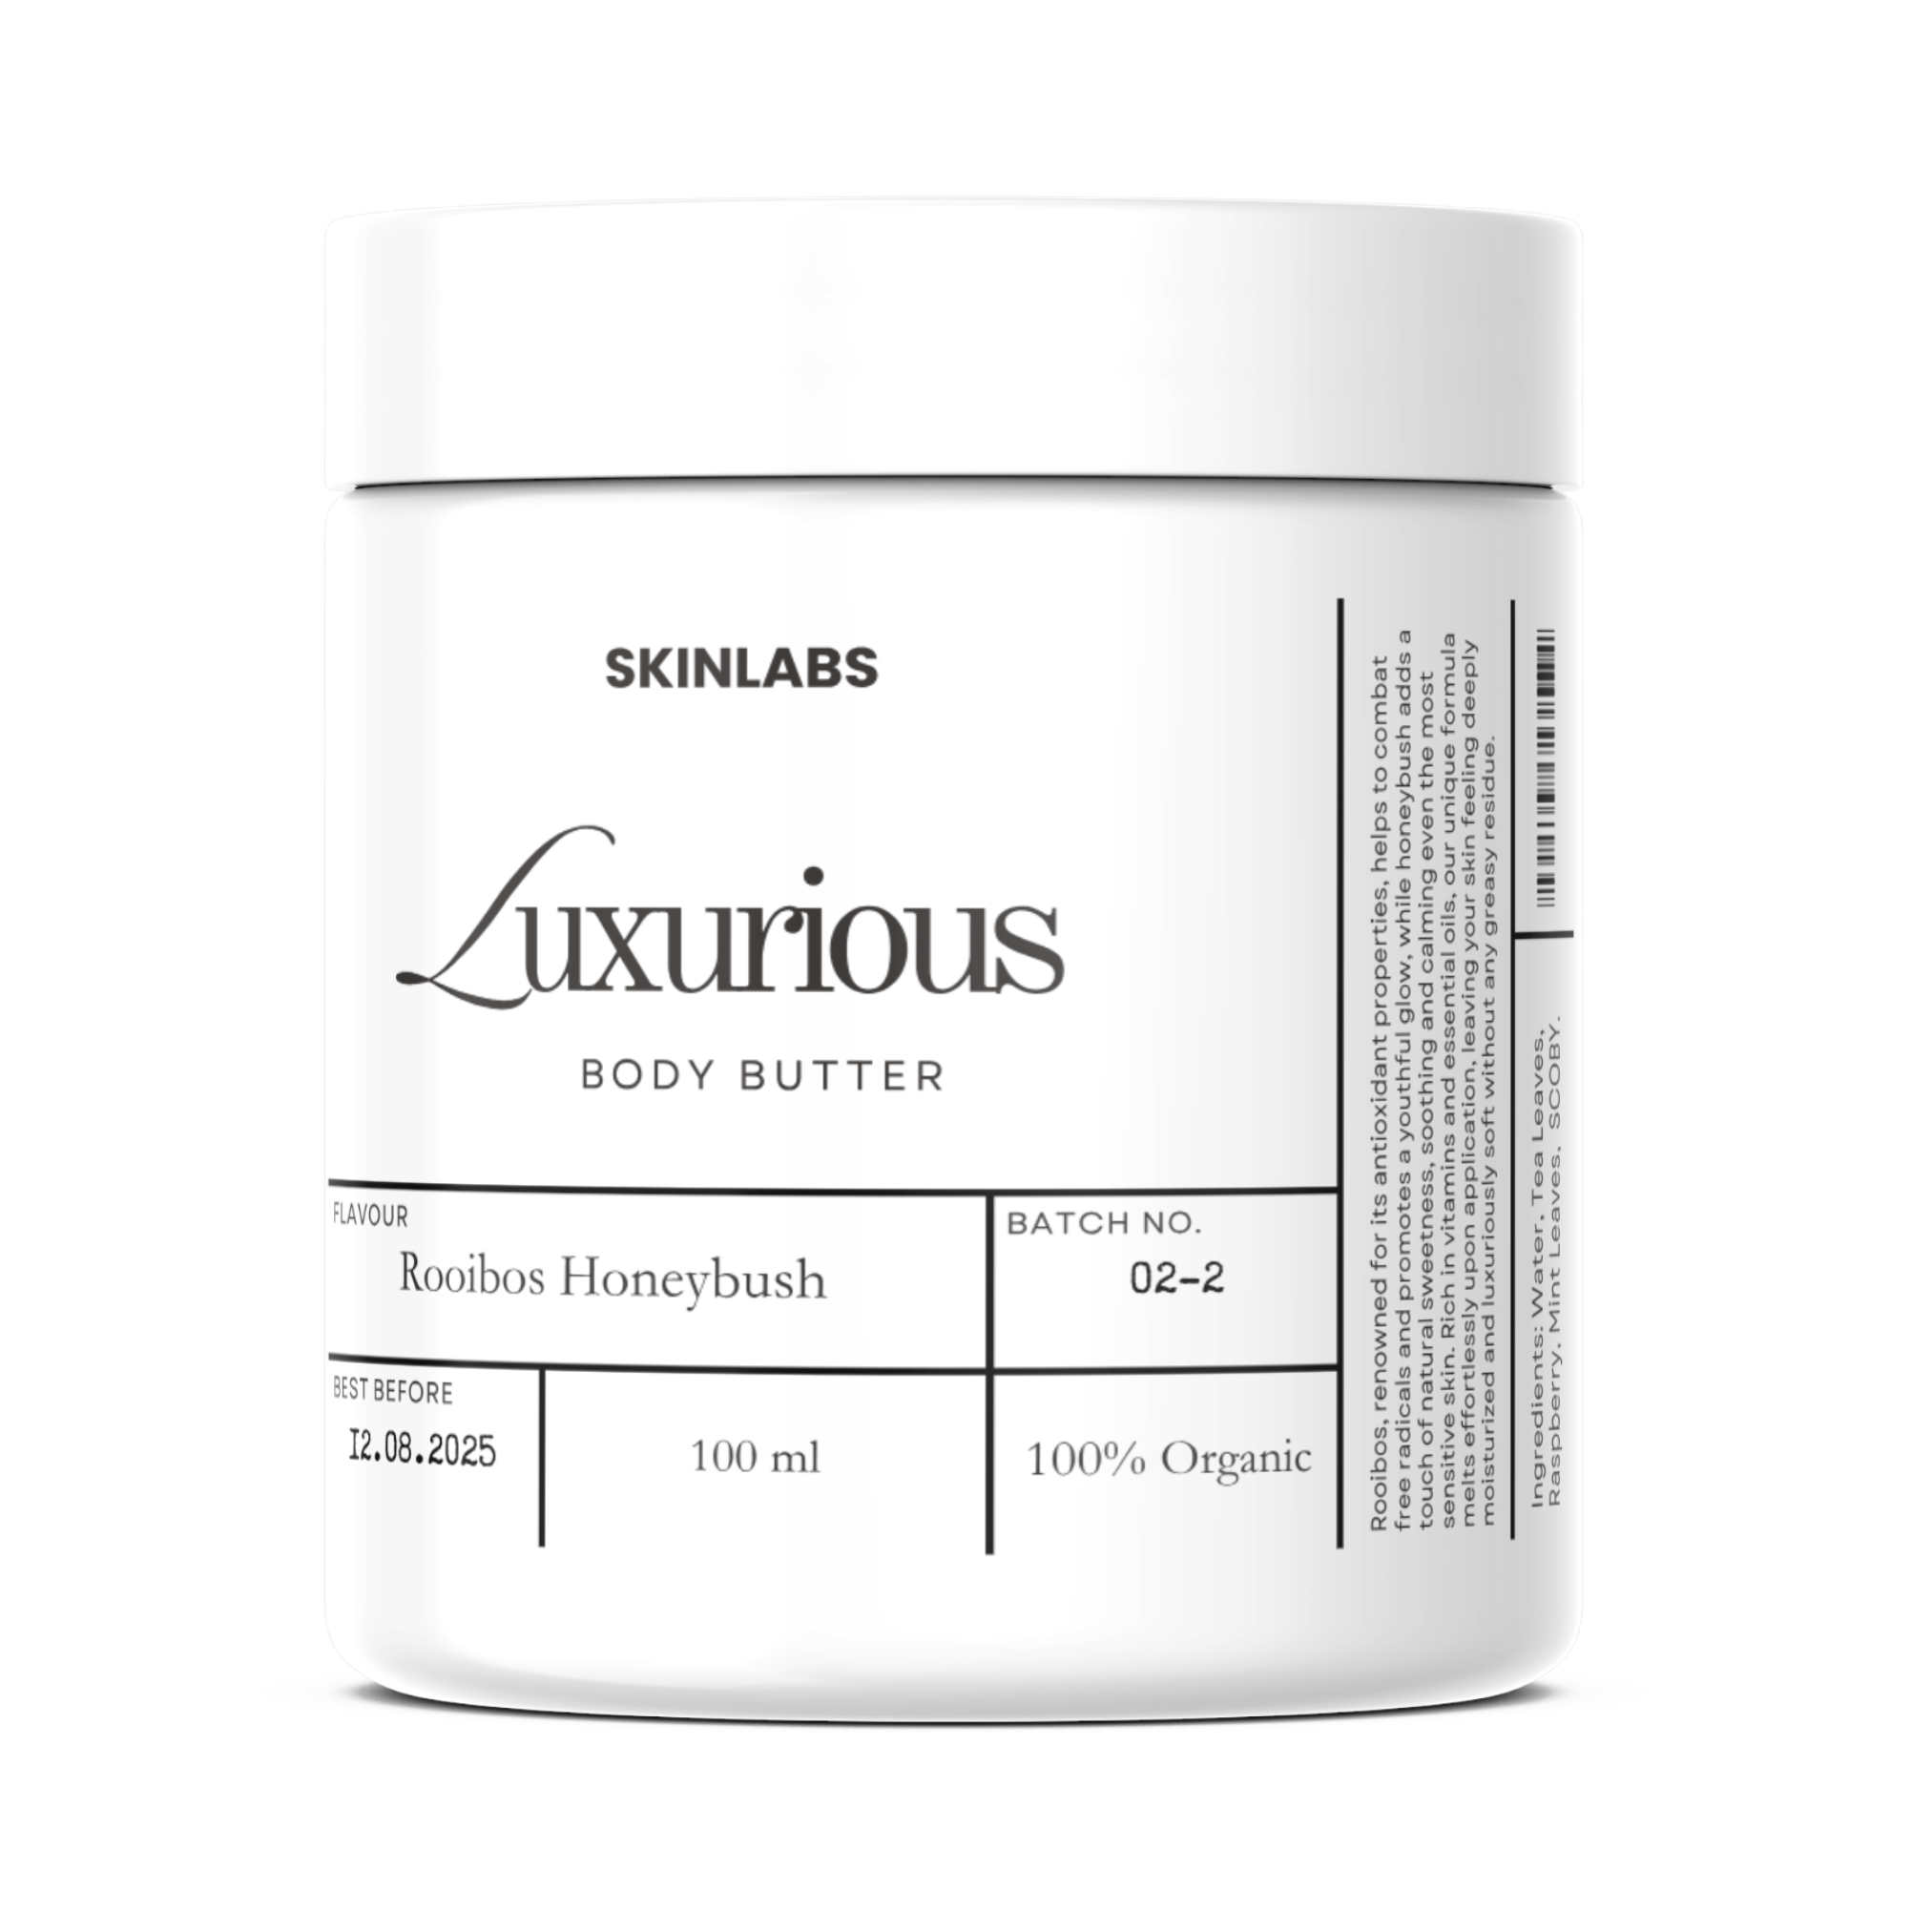 SKINLABS
Luxurious
BODY BUTTER
FLAVOUR
Rooibos Honeybush
BATCH NO.
02-2
BEST BEFORE
12.08.2025
100 ml
100% Organic
Rooibos, renowned for its antioxidant properties, helps to combat
free radicals and promotes a youthful glow, while honeybush adds a
touch of natural sweetness, soothing and calming even the most
sensitive skin. Rich in vitamins and essential oils, our unique formula
melts effortlessly upon application, leaving your skin feeling deeply
moisturized and luxuriously soft without any greasy residue.
Ingredients: Water, Tea Leaves,
Raspberry, Mint Leaves, SCOBY.